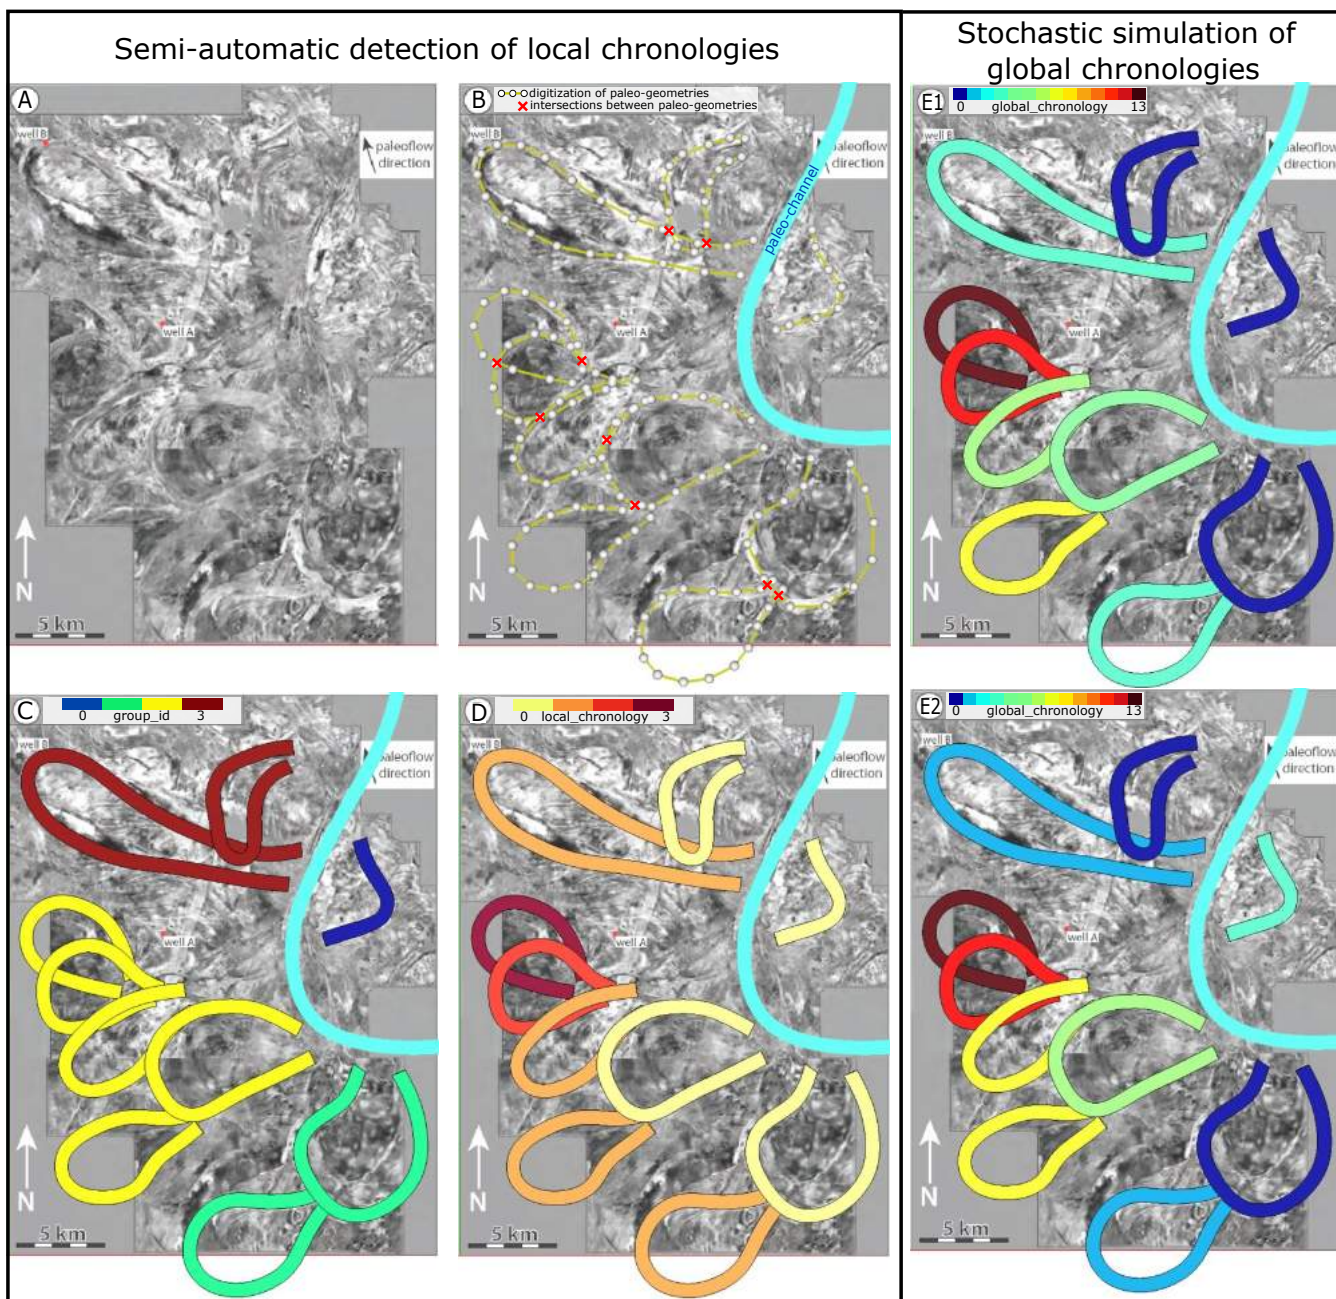 Semi-automatic detection of local chronologies
Stochastic simulation of
global chronologies
A
well B
paleoflow
direction
well A
N
5 km
B
digitization of paleo-geometries
intersections between paleo-geometries
well B
paleoflow
direction
paleo-channel
well A
N
5 km
E1
0 global_chronology 13
well B
paleoflow
direction
well A
N
5 km
C
0 group_id 3
well B
paleoflow
direction
well A
N
5 km
D
0 local_chronology 3
well B
paleoflow
direction
well A
N
5 km
E2
0 global_chronology 13
well B
paleoflow
direction
well A
N
5 km